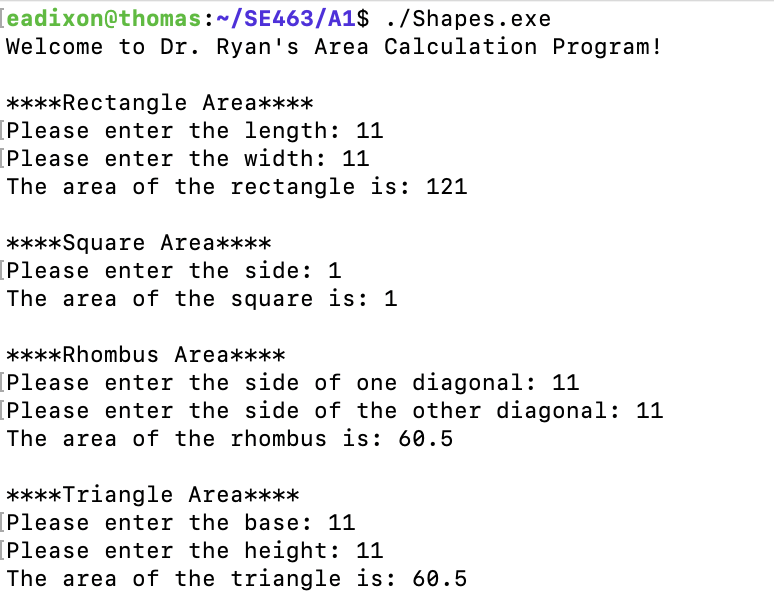 [eadixon@thomas:~/SE463/A1$ ./Shapes.exe
Welcome to Dr. Ryan's Area Calculation Program!
****Rectangle Area****
[Please enter the length: 11
[Please enter the width: 11
The area of the rectangle is: 121
****Square Area****
[Please enter the side: 1
The area of the square is: 1
****Rhombus Area****
[Please enter the side of one diagonal: 11
[Please enter the side of the other diagonal: 11
The area of the rhombus is: 60.5
****Triangle Area****
[Please enter the base: 11
[Please enter the height: 11
The area of the triangle is: 60.5